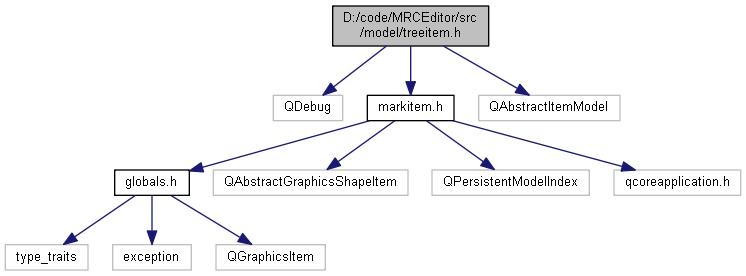 D:/code/MRCEditor/src
/model/treeitem.h
QDebug
markitem.h
QAbstractItemModel
globals.h
QAbstractGraphicsShapeItem
QPersistentModelIndex
qcoreapplication.h
type_traits
exception
QGraphicsItem